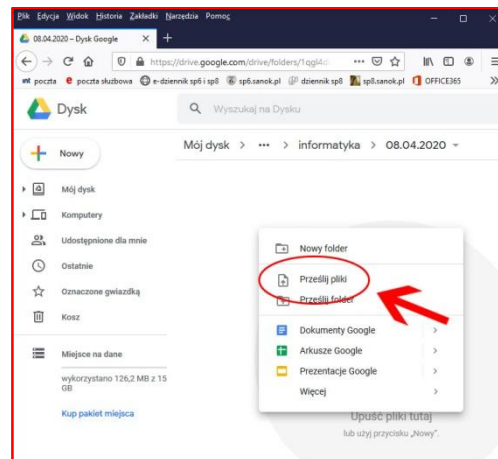 Plik Edycja Widok Historia Zakładki Narzędzia Pomoc
08.04.2020 – Dysk Google
https://drive.google.com/drive/folders/1qgl4d
poczta poczta służbowa e-dziennik sp6 i sp8 sp6.sanok.pl dziennik sp8 sp8.sanok.pl OFFICE365
Dysk
Wyszukaj na Dysku
Nowy
Mój dysk > ... > informatyka > 08.04.2020
Mój dysk
Komputery
Udostępnione dla mnie
Ostatnie
Oznaczone gwiazdką
Kosz
Miejsce na dane
wykorzystano 126,2 MB z 15
GB
Kup pakiet miejsca
Nowy folder
Prześlij pliki
Prześlij folder
Dokumenty Google
Arkusze Google
Prezentacje Google
Więcej
Upuść pliki tutaj
lub użyj przycisku „Nowy”.